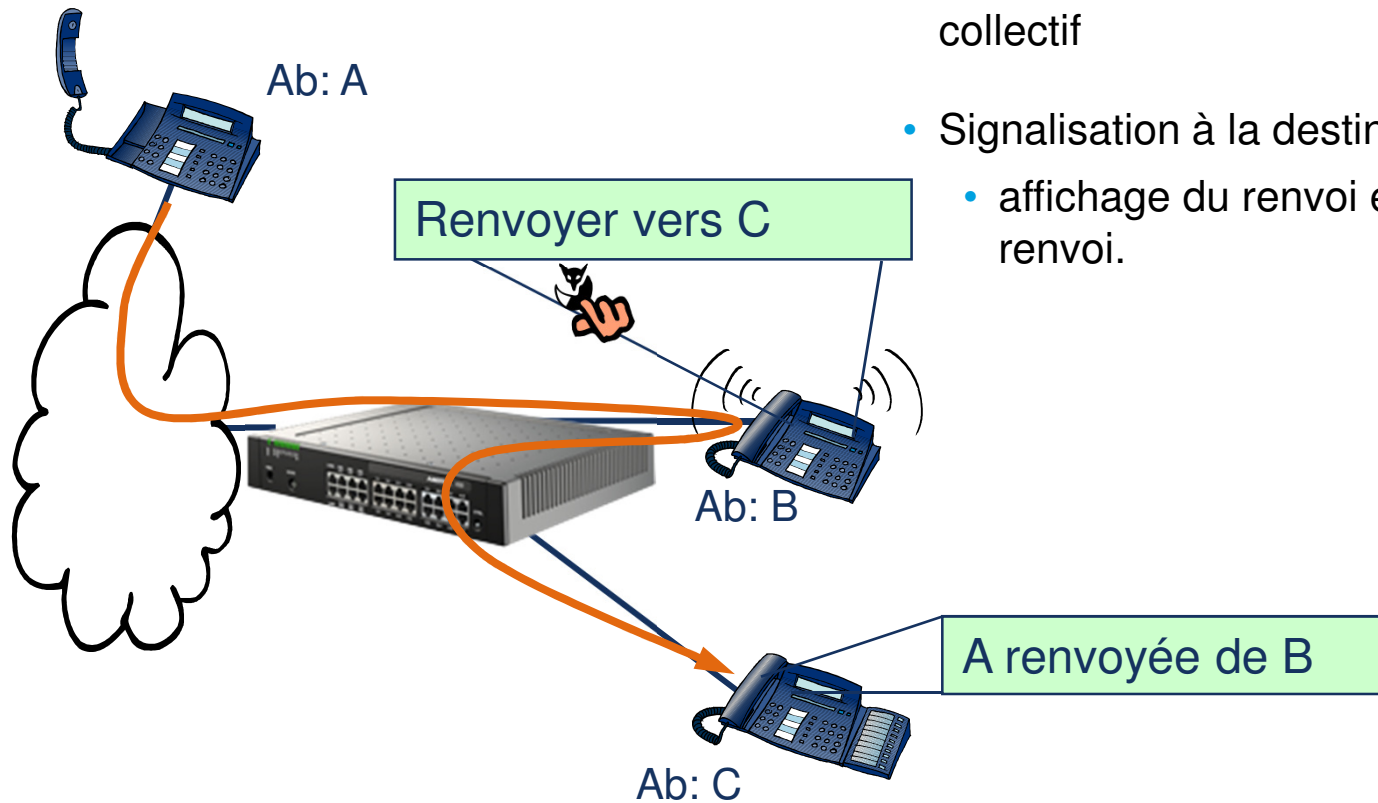 collectif
Ab: A
• Signalisation à la destin
• affichage du renvoi e
renvoi.
Renvoyer vers C
Ab: B
A renvoyée de B
Ab: C